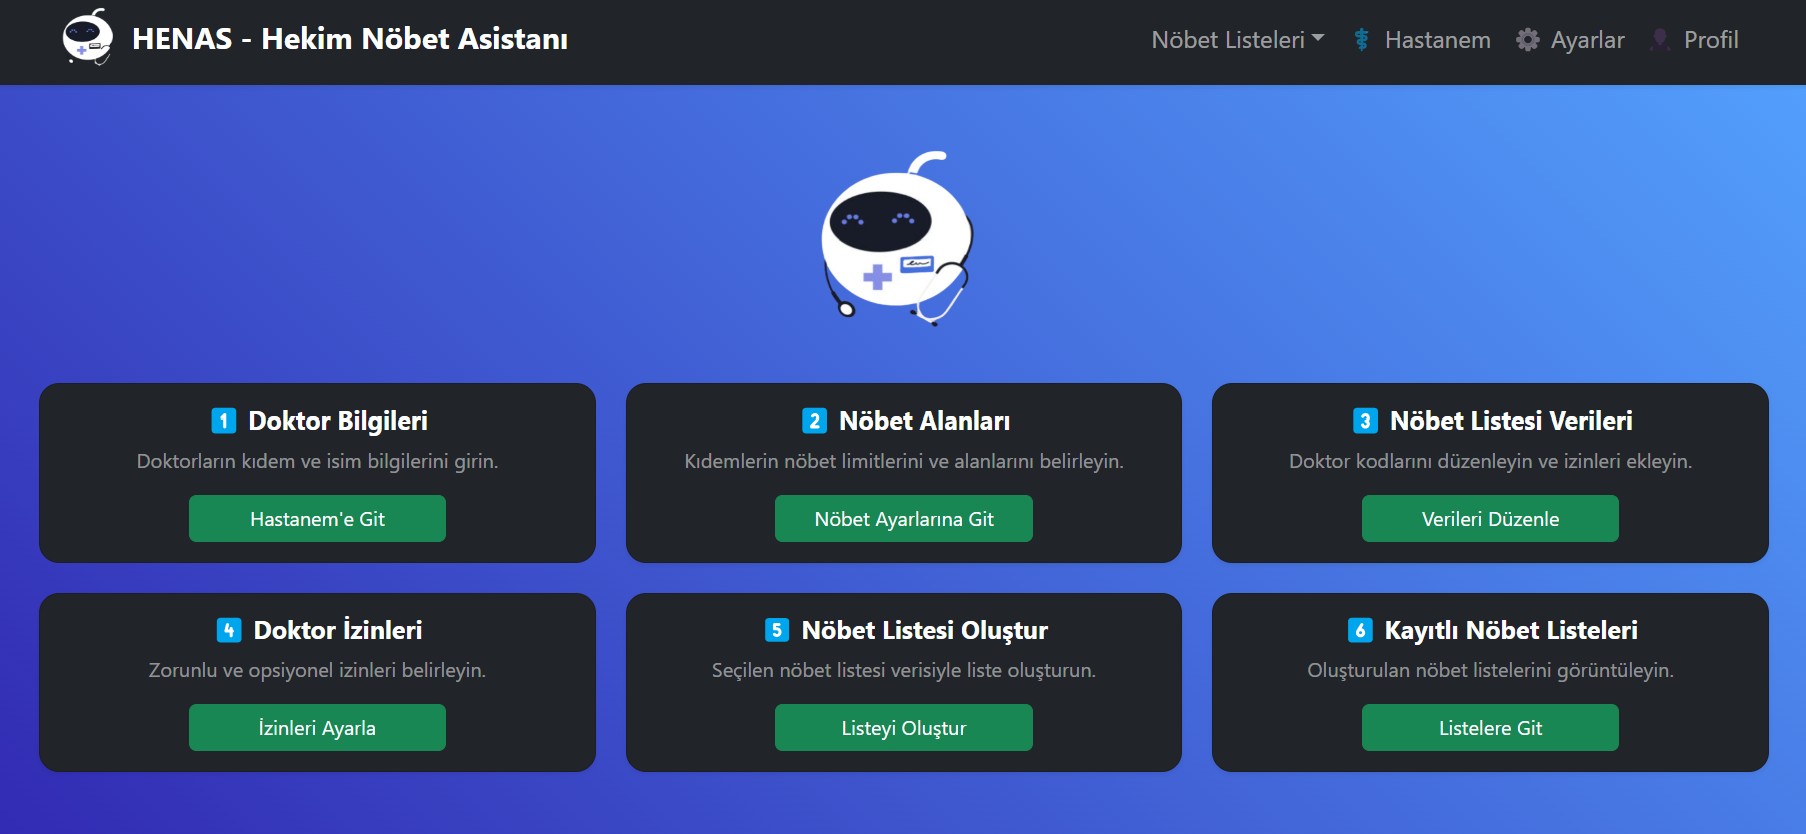 HENAS - Hekim Nöbet Asistanı
Nöbet Listeleri Hastanem Ayarlar Profil
1 Doktor Bilgileri
Doktorların kıdem ve isim bilgilerini girin.
Hastanem'e Git
2 Nöbet Alanları
Kıdemlerin nöbet limitlerini ve alanlarını belirleyin.
Nöbet Ayarlarına Git
3 Nöbet Listesi Verileri
Doktor kodlarını düzenleyin ve izinleri ekleyin.
Verileri Düzenle
4 Doktor İzinleri
Zorunlu ve opsiyonel izinleri belirleyin.
İzinleri Ayarla
5 Nöbet Listesi Oluştur
Seçilen nöbet listesi verisiyle liste oluşturun.
Listeyi Oluştur
6 Kayıtlı Nöbet Listeleri
Oluşturulan nöbet listelerini görüntüleyin.
Listelere Git